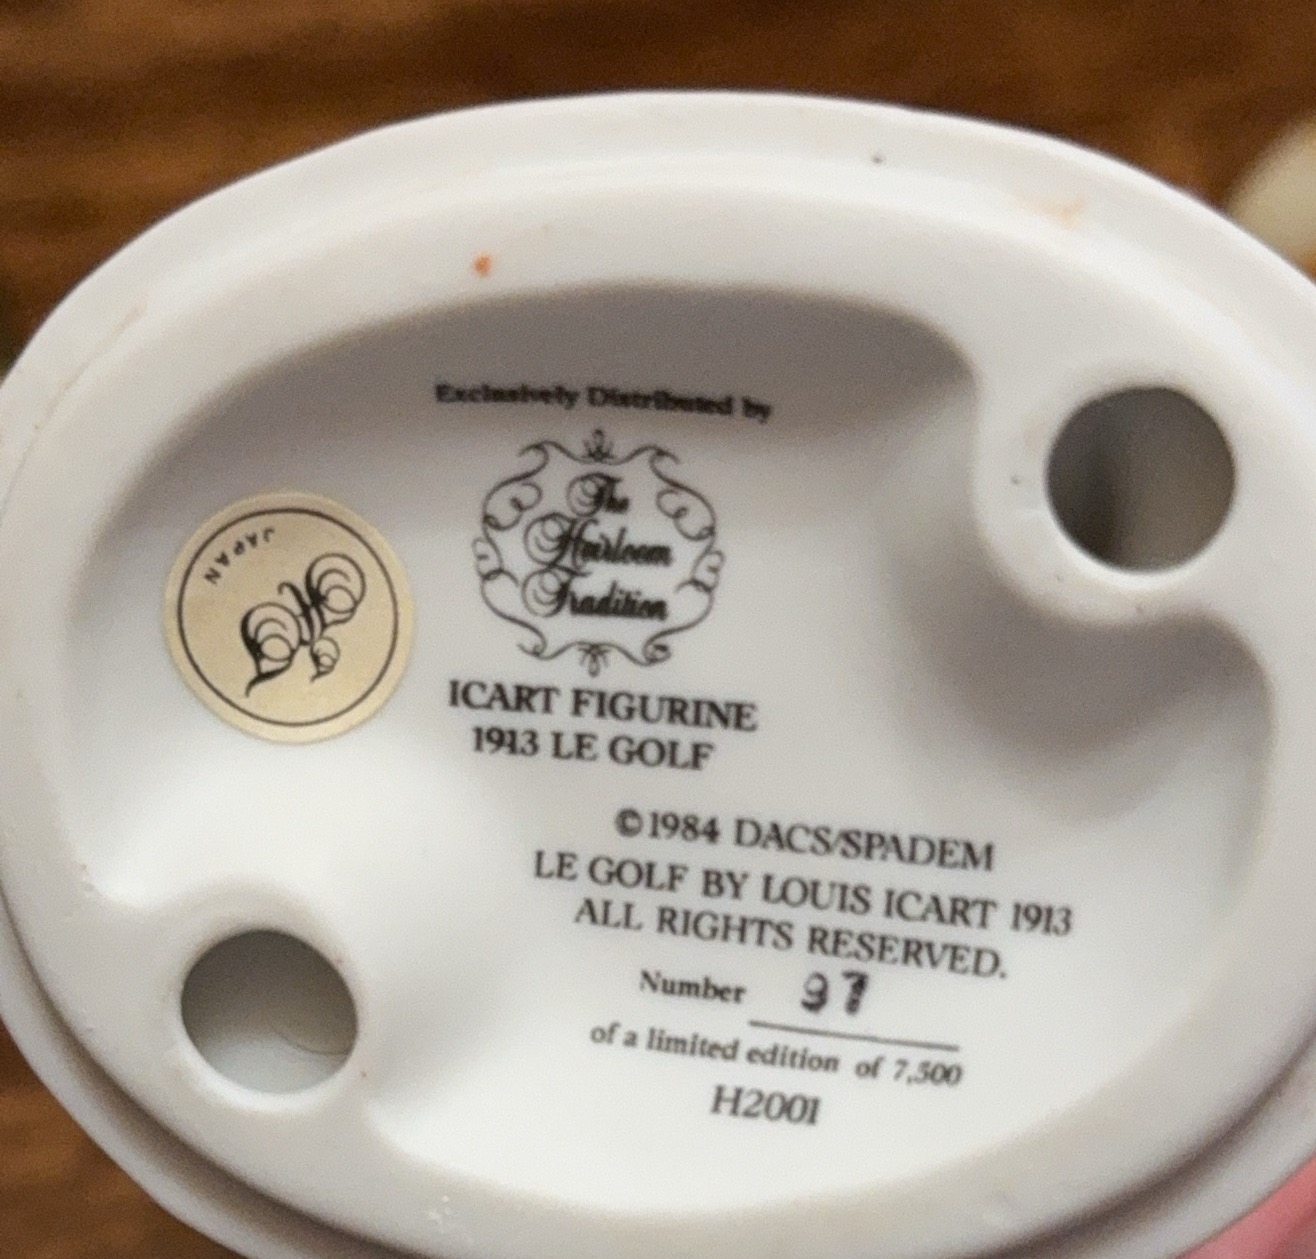 Exclusively Distributed by
The
Heirloom
Tradition
JAPAN
ICART FIGURINE
1913 LE GOLF
©1984 DACS/SPADEM
LE GOLF BY LOUIS ICART 1913
ALL RIGHTS RESERVED.
Number 97
of a limited edition of 7,500
H2001